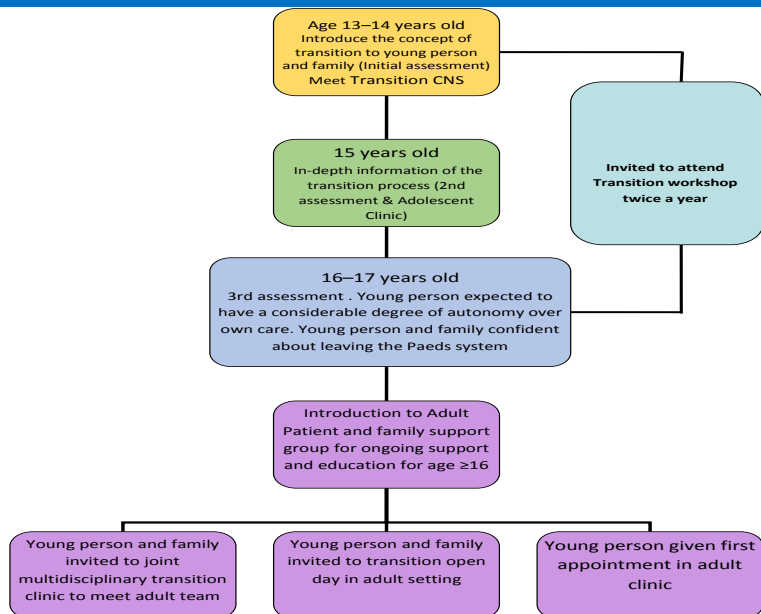 Age 13–14 years old
Introduce the concept of
transition to young person
and family (Initial assessment)
Meet Transition CNS
Invited to attend
Transition workshop
twice a year
15 years old
In-depth information of the
transition process (2nd
assessment & Adolescent
Clinic)
16–17 years old
3rd assessment . Young person expected to
have a considerable degree of autonomy over
own care. Young person and family confident
about leaving the Paeds system
Introduction to Adult
Patient and family support
group for ongoing support
and education for age ≥16
Young person and family
invited to joint
multidisciplinary transition
clinic to meet adult team
Young person and family
invited to transition open
day in adult setting
Young person given first
appointment in adult
clinic